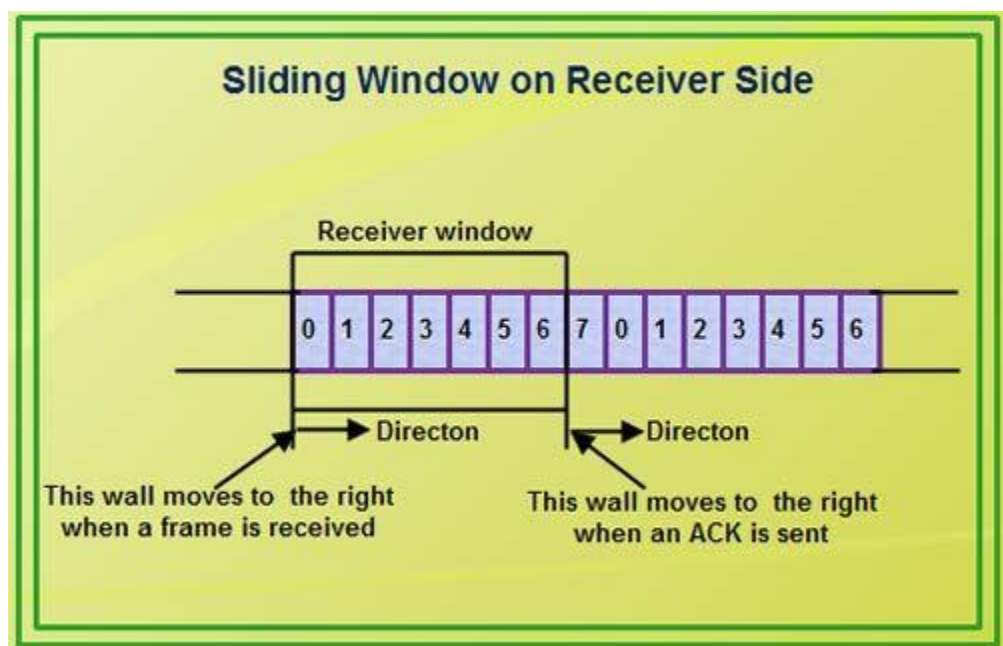 Sliding Window on Receiver Side
Receiver window
0 1 2 3 4 5 6 7 0 1 2 3 4 5 6
Directon
Directon
This wall moves to the right
when a frame is received
This wall moves to the right
when an ACK is sent